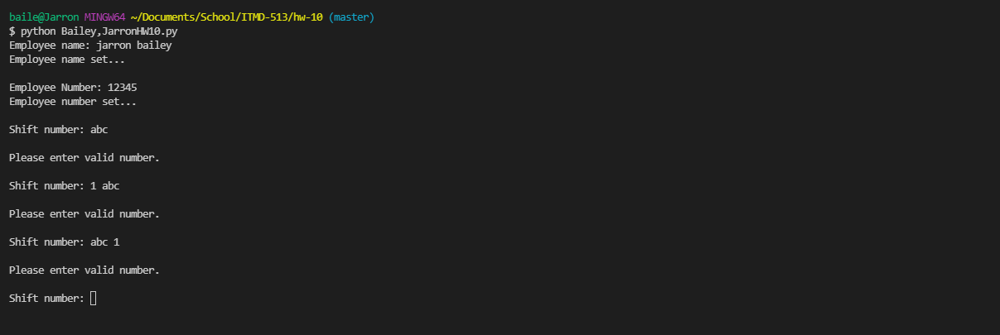 baile@Jarron MINGW64 ~/Documents/School/ITMD-513/hw-10 (master)
$ python Bailey,JarronHW10.py
Employee name: jarron bailey
Employee name set...
Employee Number: 12345
Employee number set...
Shift number: abc
Please enter valid number.
Shift number: 1 abc
Please enter valid number.
Shift number: abc 1
Please enter valid number.
Shift number: